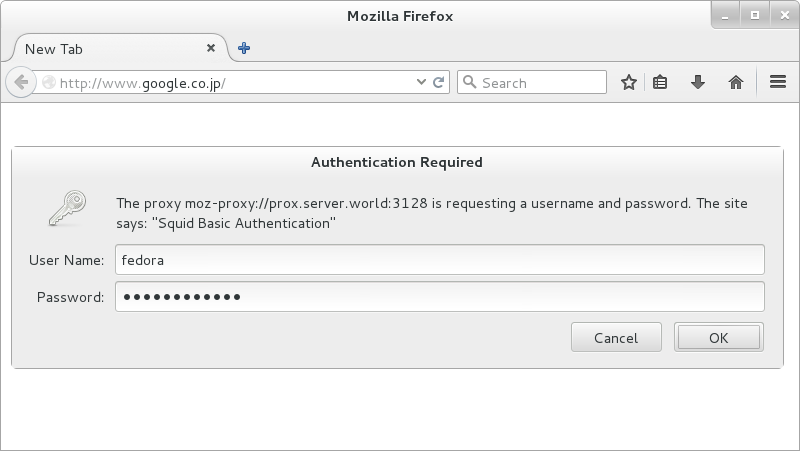 Mozilla Firefox
New Tab
http://www.google.co.jp/
Search
Authentication Required
The proxy moz-proxy://prox.server.world:3128 is requesting a username and password. The site
says: "Squid Basic Authentication"
User Name:
fedora
Password:
●●●●●●●●●●●●
Cancel
OK